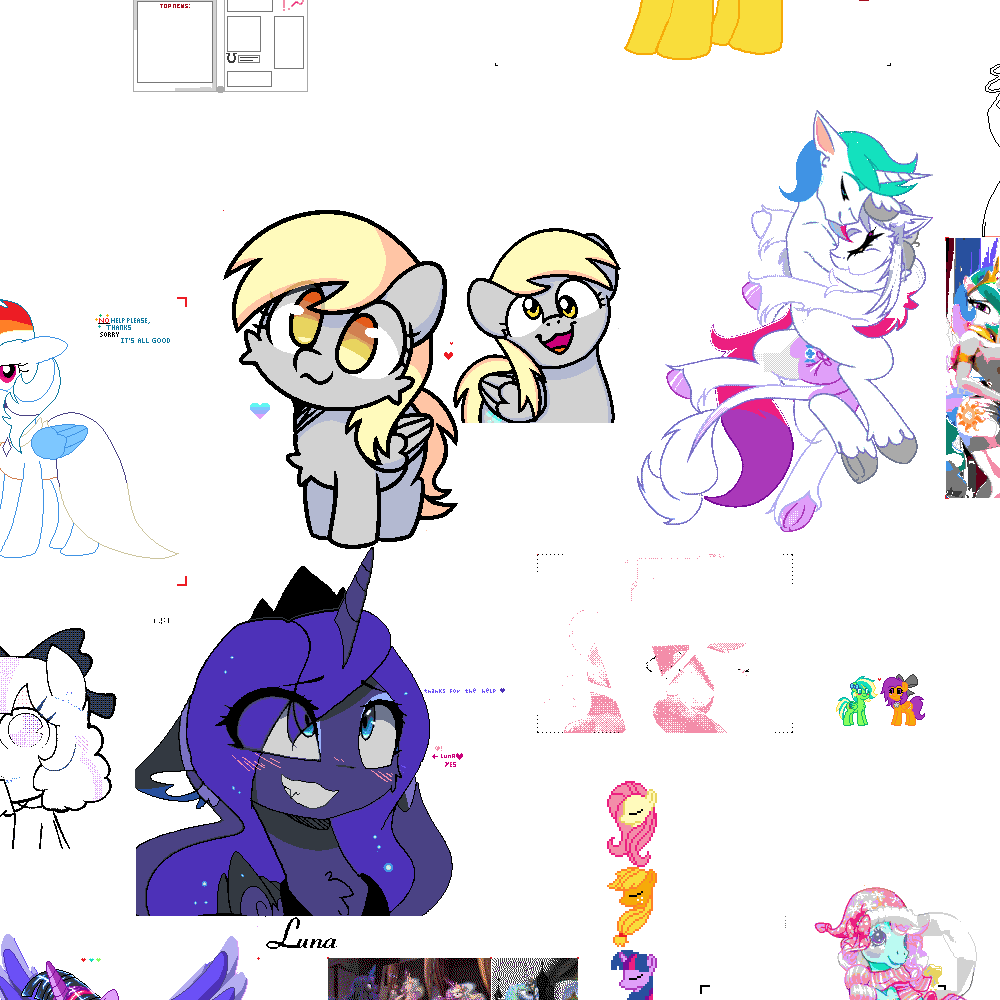 TOP NEWS:
NO HELP PLEASE,
THANKS
SORRY
IT'S ALL GOOD
thanks for the help
← LUNA
YES
Luna